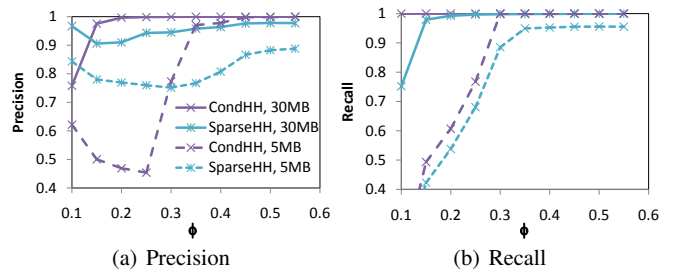 1
0.9
0.8
0.7
0.6
0.5
0.4
Precision
CondHH, 30MB
SparseHH, 30MB
CondHH, 5MB
SparseHH, 5MB
0.1 0.2 0.3 0.4 0.5 0.6
ϕ
(a) Precision
1
0.9
0.8
0.7
0.6
0.5
0.4
Recall
0.1 0.2 0.3 0.4 0.5 0.6
ϕ
(b) Recall